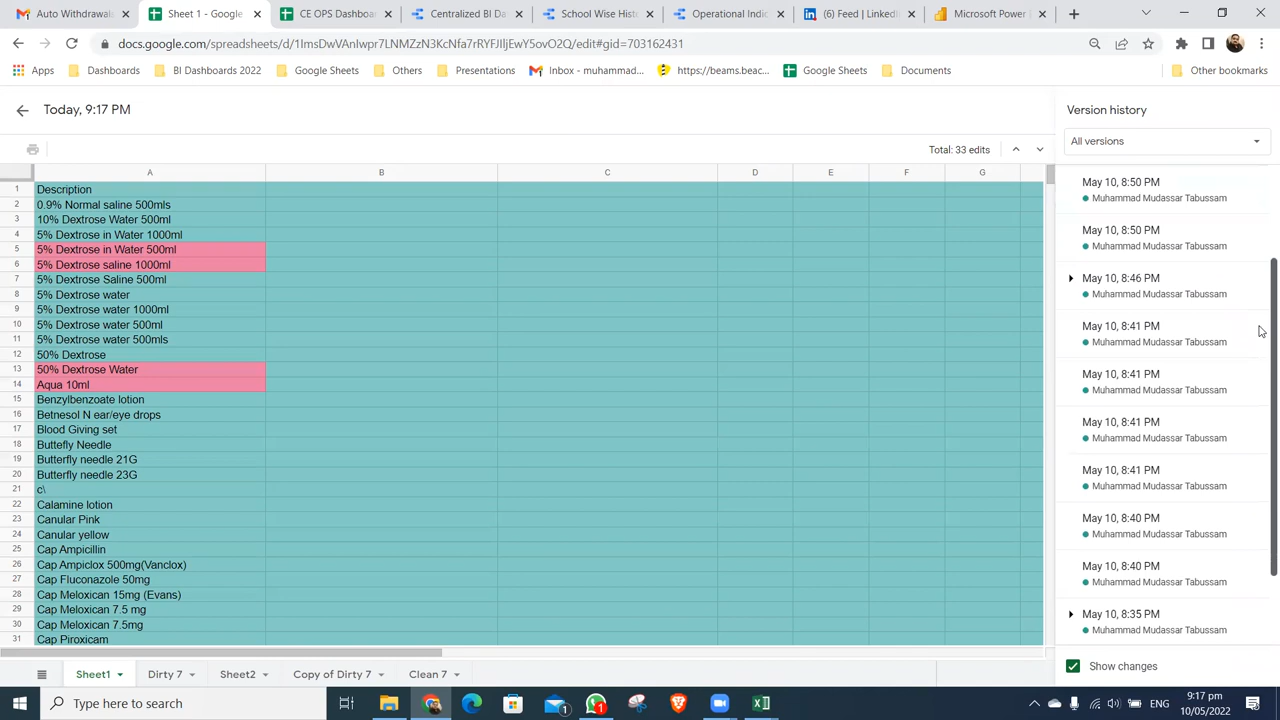 Auto Withdrawa
Sheet 1 - Google
CE OPS Dashboar
Centralized BI Da
School Wise Hist
Operational Indic
(6) Feed | LinkedI
Microsoft Power
docs.google.com/spreadsheets/d/1ImsDwVAnIwpr7LNMZzN3KcNfa7rtYFJIljEwY5zvO2Q/edit#gid=703162431
Apps
Dashboards
BI Dashboards 2022
Google Sheets
Others
Presentations
Inbox - muhammad...
https://beams.beac...
Google Sheets
Documents
Other bookmarks
Today, 9:17 PM
Version history
All versions
Total: 33 edits
A B C D E F G
1 Description
2 0.9% Normal saline 500mls
3 10% Dextrose Water 500ml
4 5% Dextrose in Water 1000ml
5 5% Dextrose in Water 500ml
6 5% Dextrose saline 1000ml
7 5% Dextrose Saline 500ml
8 5% Dextrose water
9 5% Dextrose water 1000ml
10 5% Dextrose water 500ml
11 5% Dextrose water 500mls
12 50% Dextrose
13 50% Dextrose Water
14 Aqua 10ml
15 Benzylbenzoate lotion
16 Betnesol N ear/eye drops
17 Blood Giving set
18 Buttefly Needle
19 Butterfly needle 21G
20 Butterfly needle 23G
21 c\
22 Calamine lotion
23 Canular Pink
24 Canular yellow
25 Cap Ampicillin
26 Cap Ampiclox 500mg(Vanclox)
27 Cap Fluconazole 50mg
28 Cap Meloxican 15mg (Evans)
29 Cap Meloxican 7.5 mg
30 Cap Meloxican 7.5mg
31 Cap Piroxicam
May 10, 8:50 PM
Muhammad Mudassar Tabussam
May 10, 8:50 PM
Muhammad Mudassar Tabussam
May 10, 8:46 PM
Muhammad Mudassar Tabussam
May 10, 8:41 PM
Muhammad Mudassar Tabussam
May 10, 8:41 PM
Muhammad Mudassar Tabussam
May 10, 8:41 PM
Muhammad Mudassar Tabussam
May 10, 8:41 PM
Muhammad Mudassar Tabussam
May 10, 8:40 PM
Muhammad Mudassar Tabussam
May 10, 8:40 PM
Muhammad Mudassar Tabussam
May 10, 8:35 PM
Muhammad Mudassar Tabussam
Show changes
Sheet1
Dirty 7
Sheet2
Copy of Dirty
Clean 7
Type here to search
1
1
ENG
9:17 pm
10/05/2022